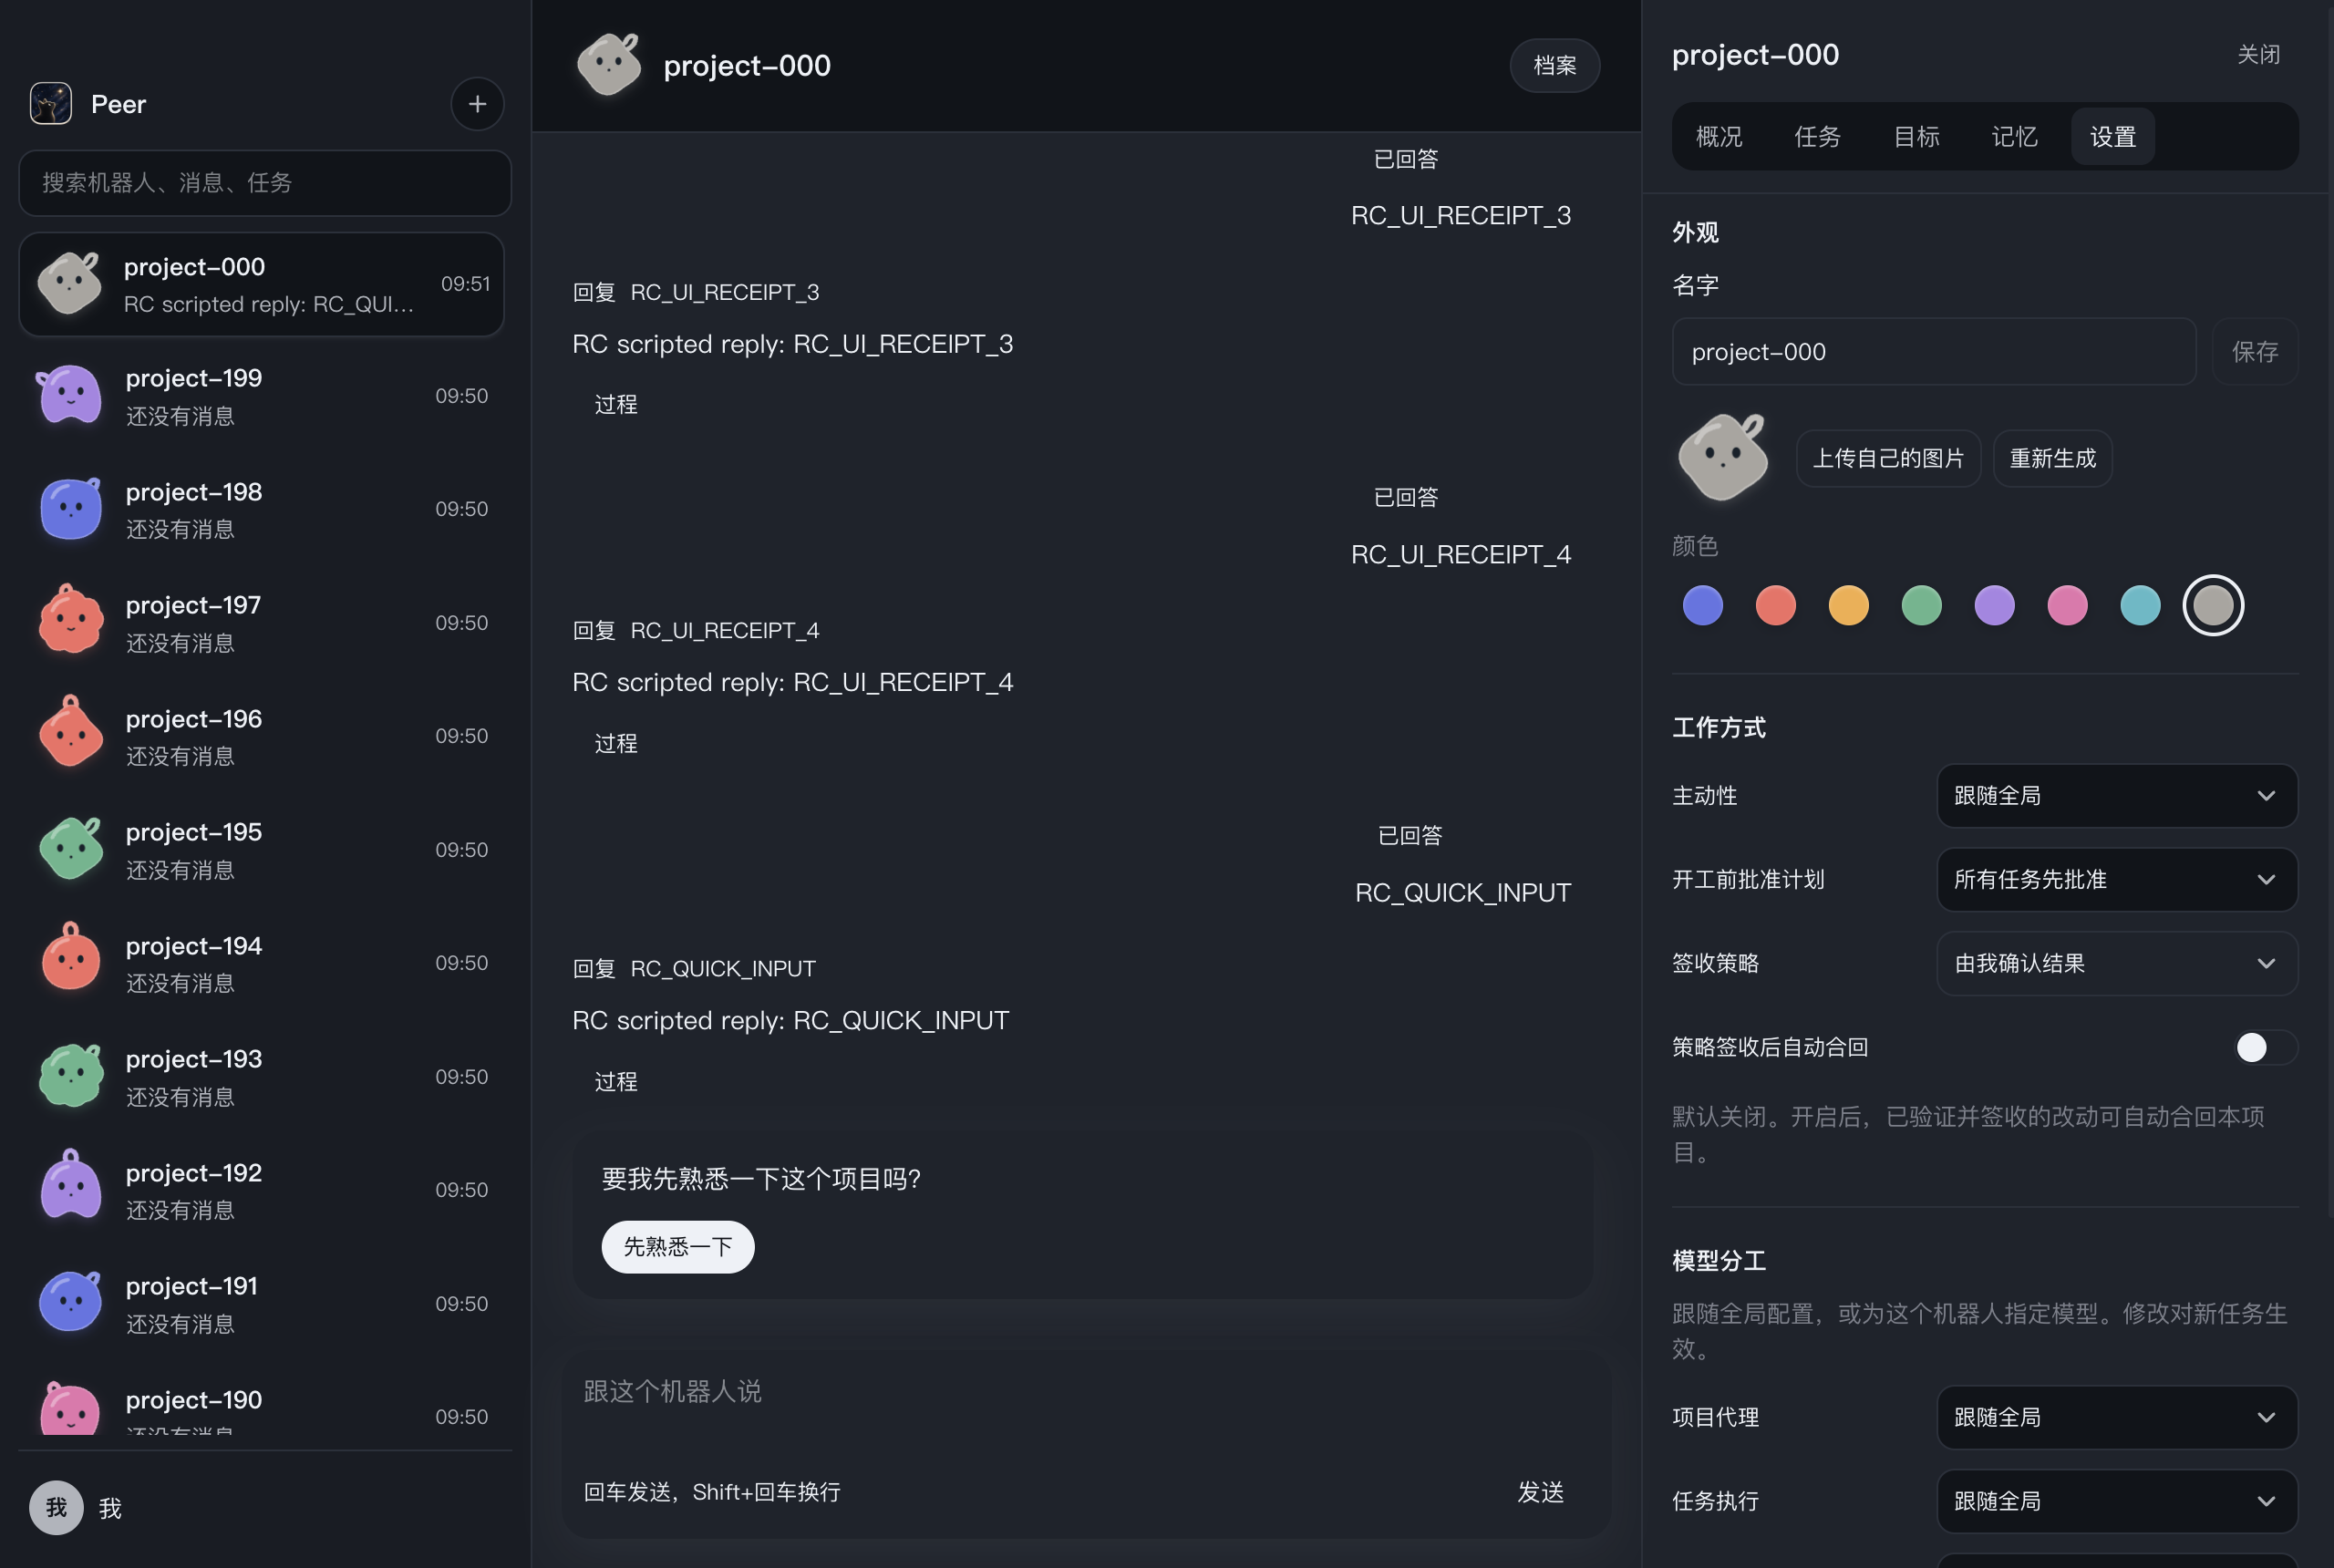 Peer
+
搜索机器人、消息、任务
project-000
09:51
RC scripted reply: RC_QUI...
project-199
09:50
还没有消息
project-198
09:50
还没有消息
project-197
09:50
还没有消息
project-196
09:50
还没有消息
project-195
09:50
还没有消息
project-194
09:50
还没有消息
project-193
09:50
还没有消息
project-192
09:50
还没有消息
project-191
09:50
还没有消息
project-190
09:50
我 我
project-000
档案
已回答
RC_UI_RECEIPT_3
回复 RC_UI_RECEIPT_3
RC scripted reply: RC_UI_RECEIPT_3
过程
已回答
RC_UI_RECEIPT_4
回复 RC_UI_RECEIPT_4
RC scripted reply: RC_UI_RECEIPT_4
过程
已回答
RC_QUICK_INPUT
回复 RC_QUICK_INPUT
RC scripted reply: RC_QUICK_INPUT
过程
要我先熟悉一下这个项目吗?
先熟悉一下
跟这个机器人说
回车发送，Shift+回车换行
发送
project-000
关闭
概况 任务 目标 记忆 设置
外观
名字
project-000
保存
上传自己的图片 重新生成
颜色
工作方式
主动性
跟随全局
开工前批准计划
所有任务先批准
签收策略
由我确认结果
策略签收后自动合回
默认关闭。开启后，已验证并签收的改动可自动合回本项
目。
模型分工
跟随全局配置，或为这个机器人指定模型。修改对新任务生
效。
项目代理
跟随全局
任务执行
跟随全局